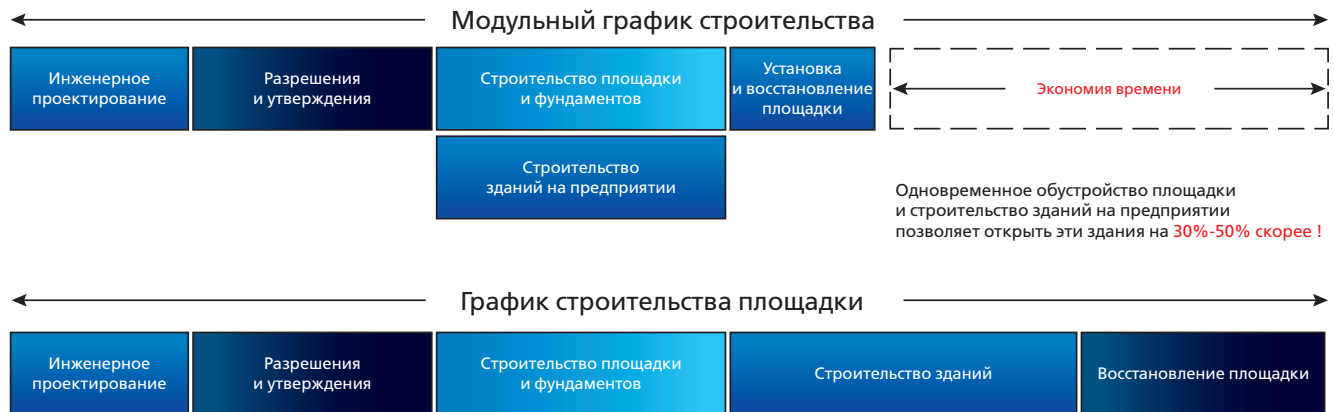 Модульный график строительства
Инженерное
проектирование
Разрешения
и утверждения
Строительство площадки
и фундаментов
Установка
и восстановление
площадки
Экономия времени
Строительство
зданий на предприятии
Одновременное обустройство площадки
и строительство зданий на предприятии
позволяет открыть эти здания на 30%-50% скорее !
График строительства площадки
Инженерное
проектирование
Разрешения
и утверждения
Строительство площадки
и фундаментов
Строительство зданий
Восстановление площадки